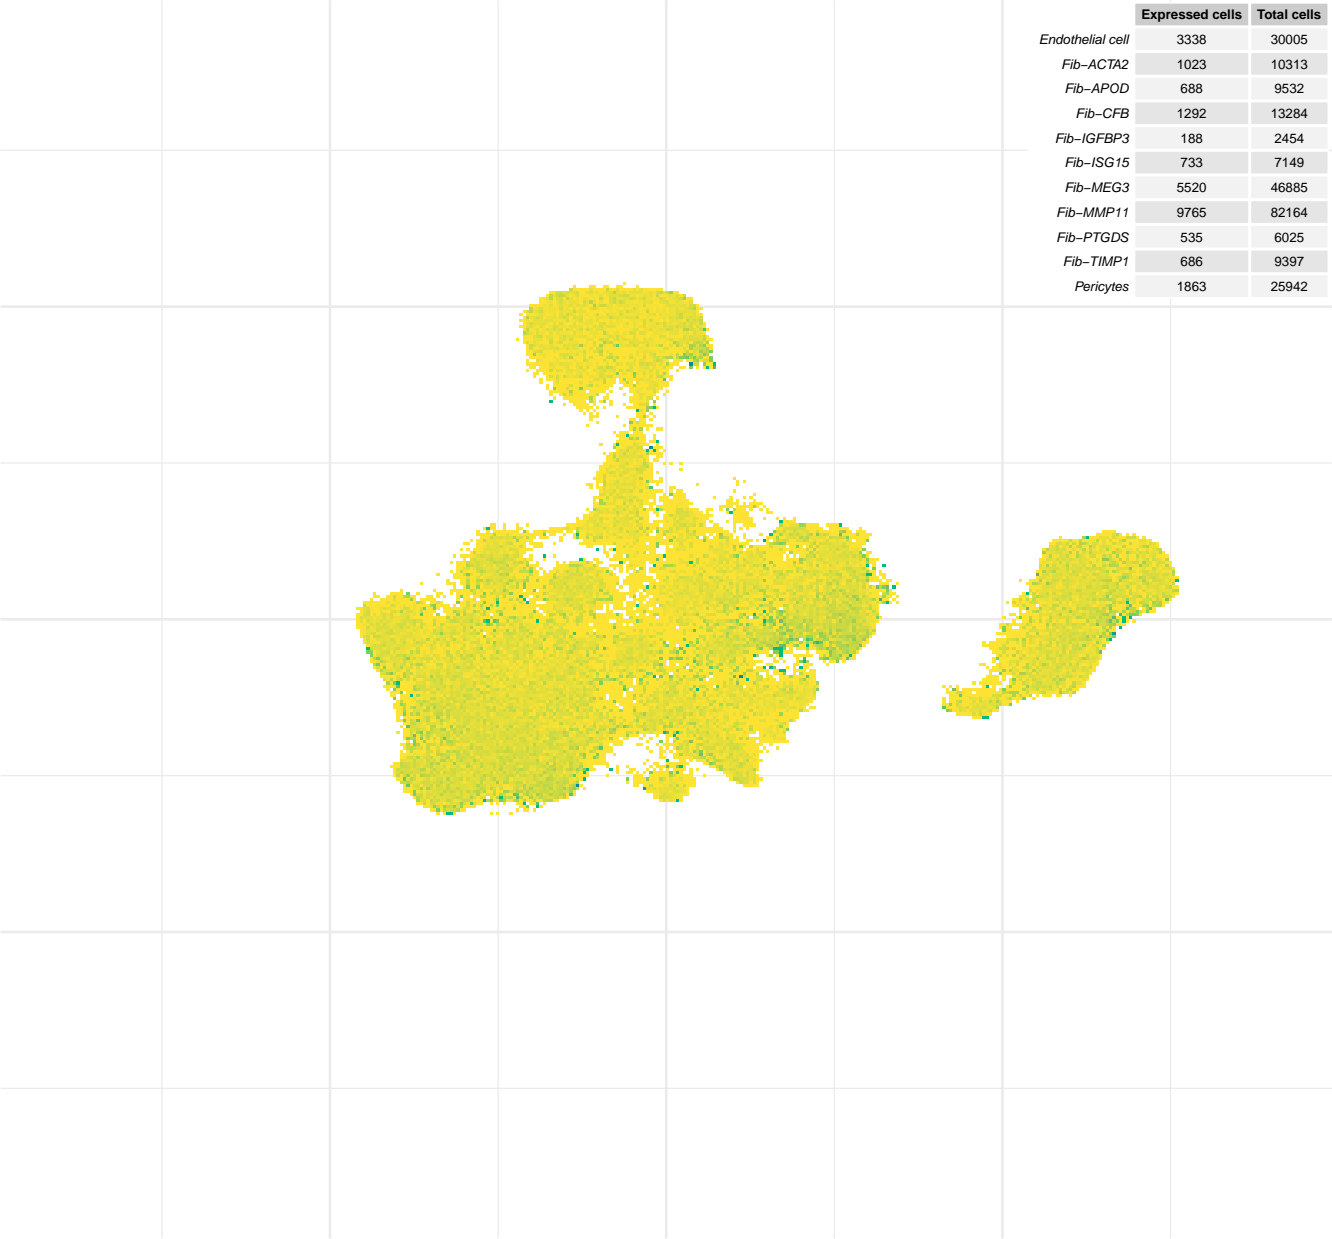 Expressed cells Total cells
Endothelial cell 3338 30005
Fib−ACTA2 1023 10313
Fib−APOD 688 9532
Fib−CFB 1292 13284
Fib−IGFBP3 188 2454
Fib−ISG15 733 7149
Fib−MEG3 5520 46885
Fib−MMP11 9765 82164
Fib−PTGDS 535 6025
Fib−TIMP1 686 9397
Pericytes 1863 25942